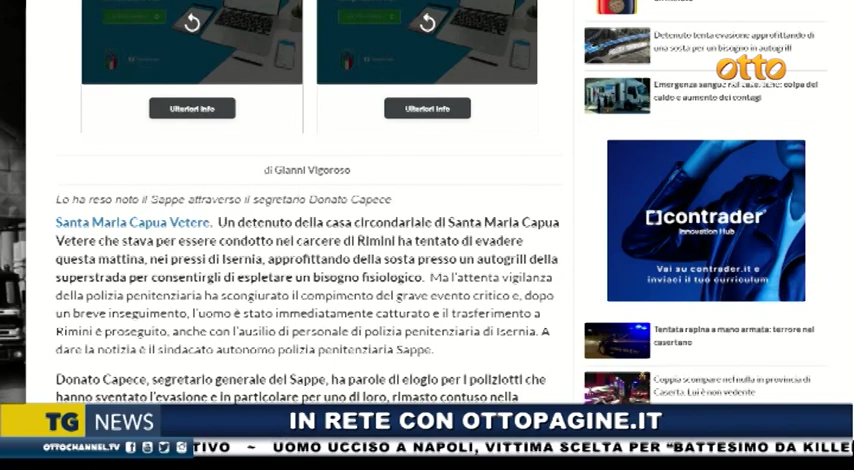 Ulteriori info
Ulteriori info
di Gianni Vigoroso
Lo ha reso noto il Sappe attraverso il segretario Donato Capece
Santa Maria Capua Vetere. Un detenuto della casa circondariale di Santa Maria Capua
Vetere che stava per essere condotto nel carcere di Rimini ha tentato di evadere
questa mattina, nei pressi di Isernia, approfittando della sosta presso un autogrill della
superstrada per consentirgli di espletare un bisogno fisiologico. Ma l'attenta vigilanza
della polizia penitenziaria ha scongiurato il compimento del grave evento critico e, dopo
un breve inseguimento, l'uomo è stato immediatamente catturato e il trasferimento a
Rimini è proseguito, anche con l'ausilio di personale di polizia penitenziaria di Isernia. A
dare la notizia è il sindacato autonomo polizia penitenziaria Sappe.
Donato Capece, segretario generale del Sappe, ha parole di elogio per i poliziotti che
hanno sventato l'evasione e in particolare per uno di loro, rimasto contuso nella
Detenuto tenta evasione approfittando di
una sosta per un bisogno in autogrill
otto
Emergenza sangue nel casertano: colpa del
caldo e aumento dei contagi
[]contrader
Innovation Hub
Vai su contrader.it e
inviaci il tuo curriculum
Tentata rapina a mano armata: terrore nel
casertano
Coppia scompare nel nulla in provincia di
Caserta. Lui è non vedente
TG NEWS
IN RETE CON OTTOPAGINE.IT
OTTOCHANNEL.TV
TIVO ~ UOMO UCCISO A NAPOLI, VITTIMA SCELTA PER "BATTESIMO DA KILLE